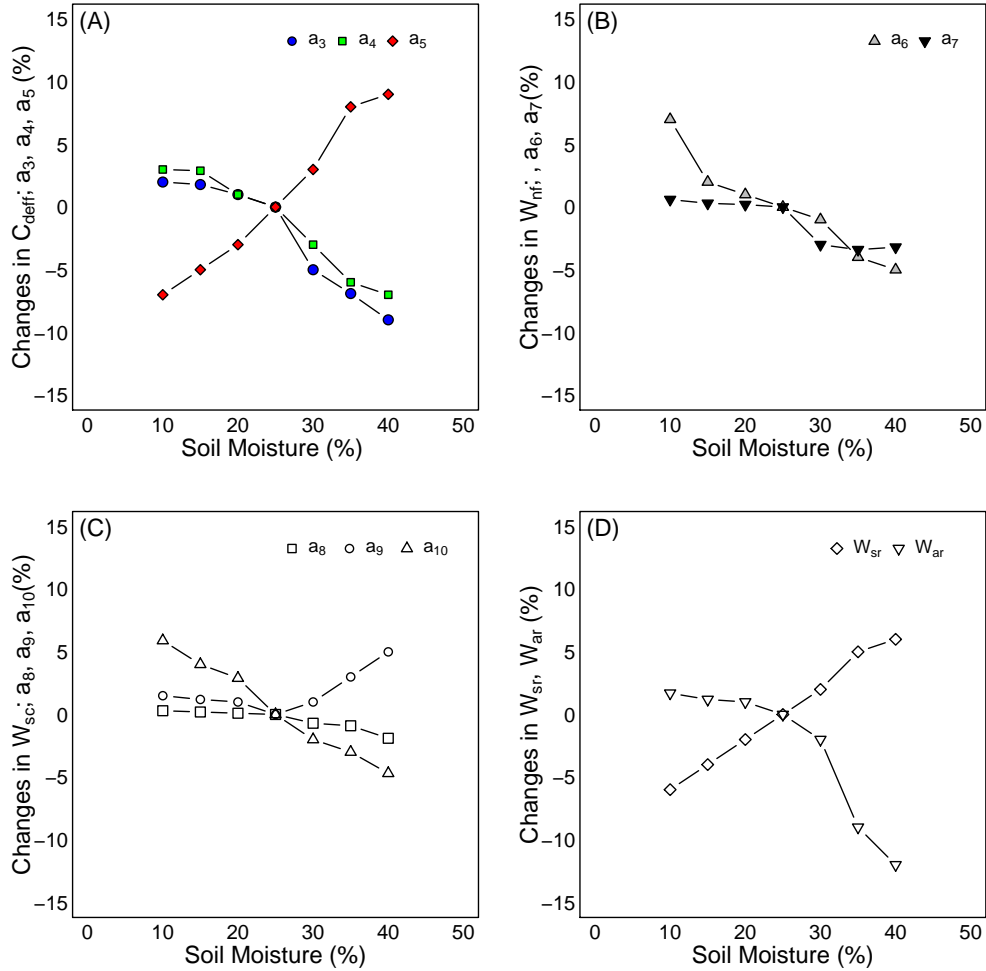 (A)
a3 a4 a5
Changes in Cdeff; a3, a4, a5 (%)
15
10
5
0
−5
−10
−15
0 10 20 30 40 50
Soil Moisture (%)
(B)
a6 a7
Changes in Wnf; , a6, a7(%)
15
10
5
0
−5
−10
−15
0 10 20 30 40 50
Soil Moisture (%)
(C)
a8 a9 a10
Changes in Wsc; a8, a9, a10(%)
15
10
5
0
−5
−10
−15
0 10 20 30 40 50
Soil Moisture (%)
(D)
Wsr War
Changes in Wsr, War (%)
15
10
5
0
−5
−10
−15
0 10 20 30 40 50
Soil Moisture (%)